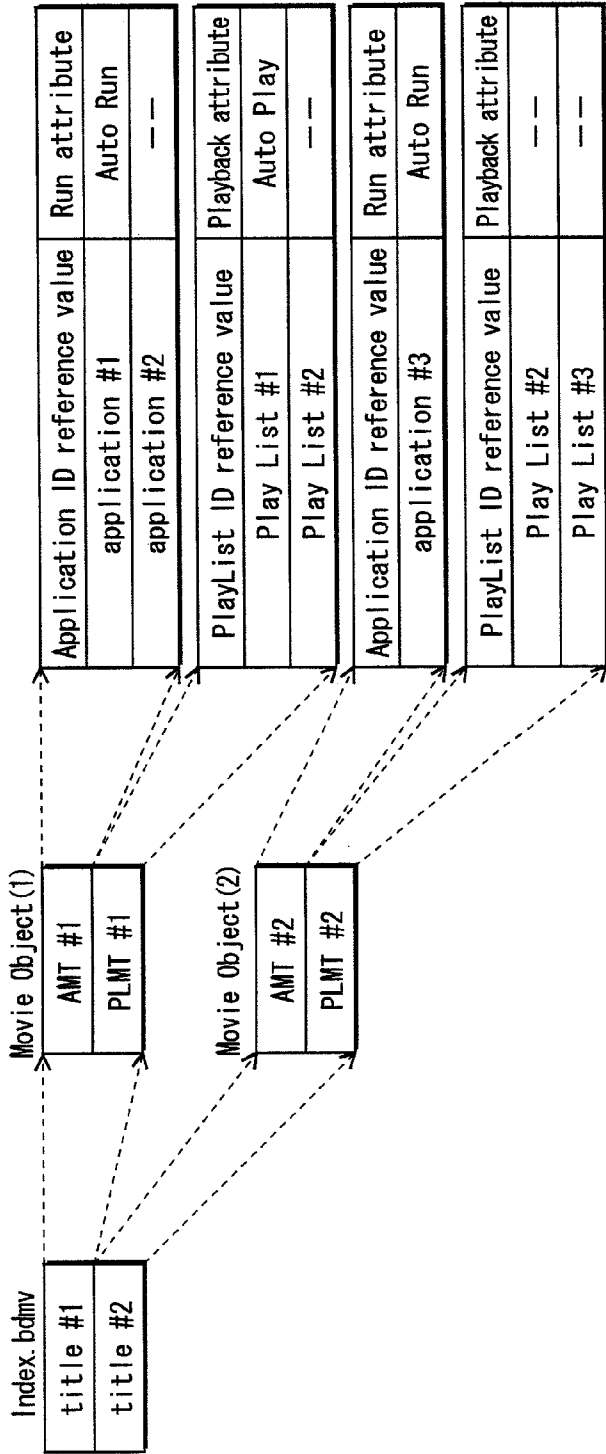 Index.bdmv
title #1
title #2
Movie Object(1)
AMT #1
PLMT #1
Movie Object(2)
AMT #2
PLMT #2
Application ID reference value Run attribute
application #1 Auto Run
application #2 ――
PlayList ID reference value Playback attribute
Play List #1 Auto Play
Play List #2 ――
Application ID reference value Run attribute
application #3 Auto Run
PlayList ID reference value Playback attribute
Play List #2 ――
Play List #3 ――